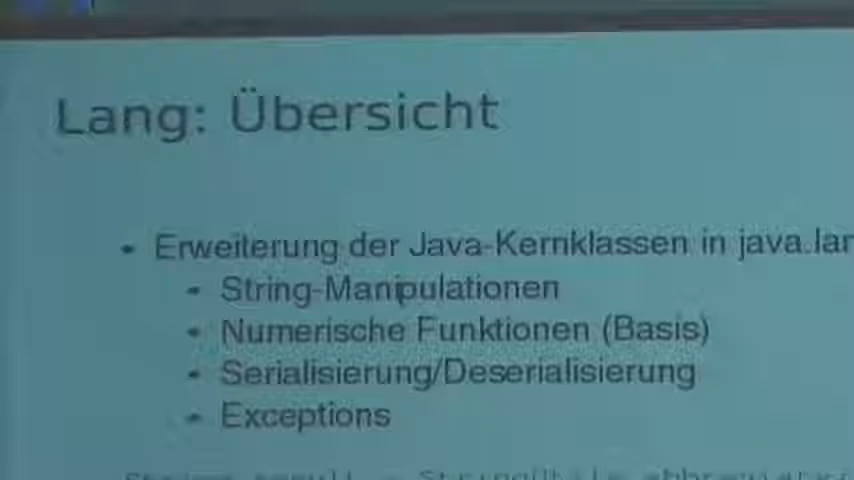 Lang: Übersicht
Erweiterung der Java-Kernklassen in java.lan
String-Manipulationen
Numerische Funktionen (Basis)
Serialisierung/Deserialisierung
Exceptions